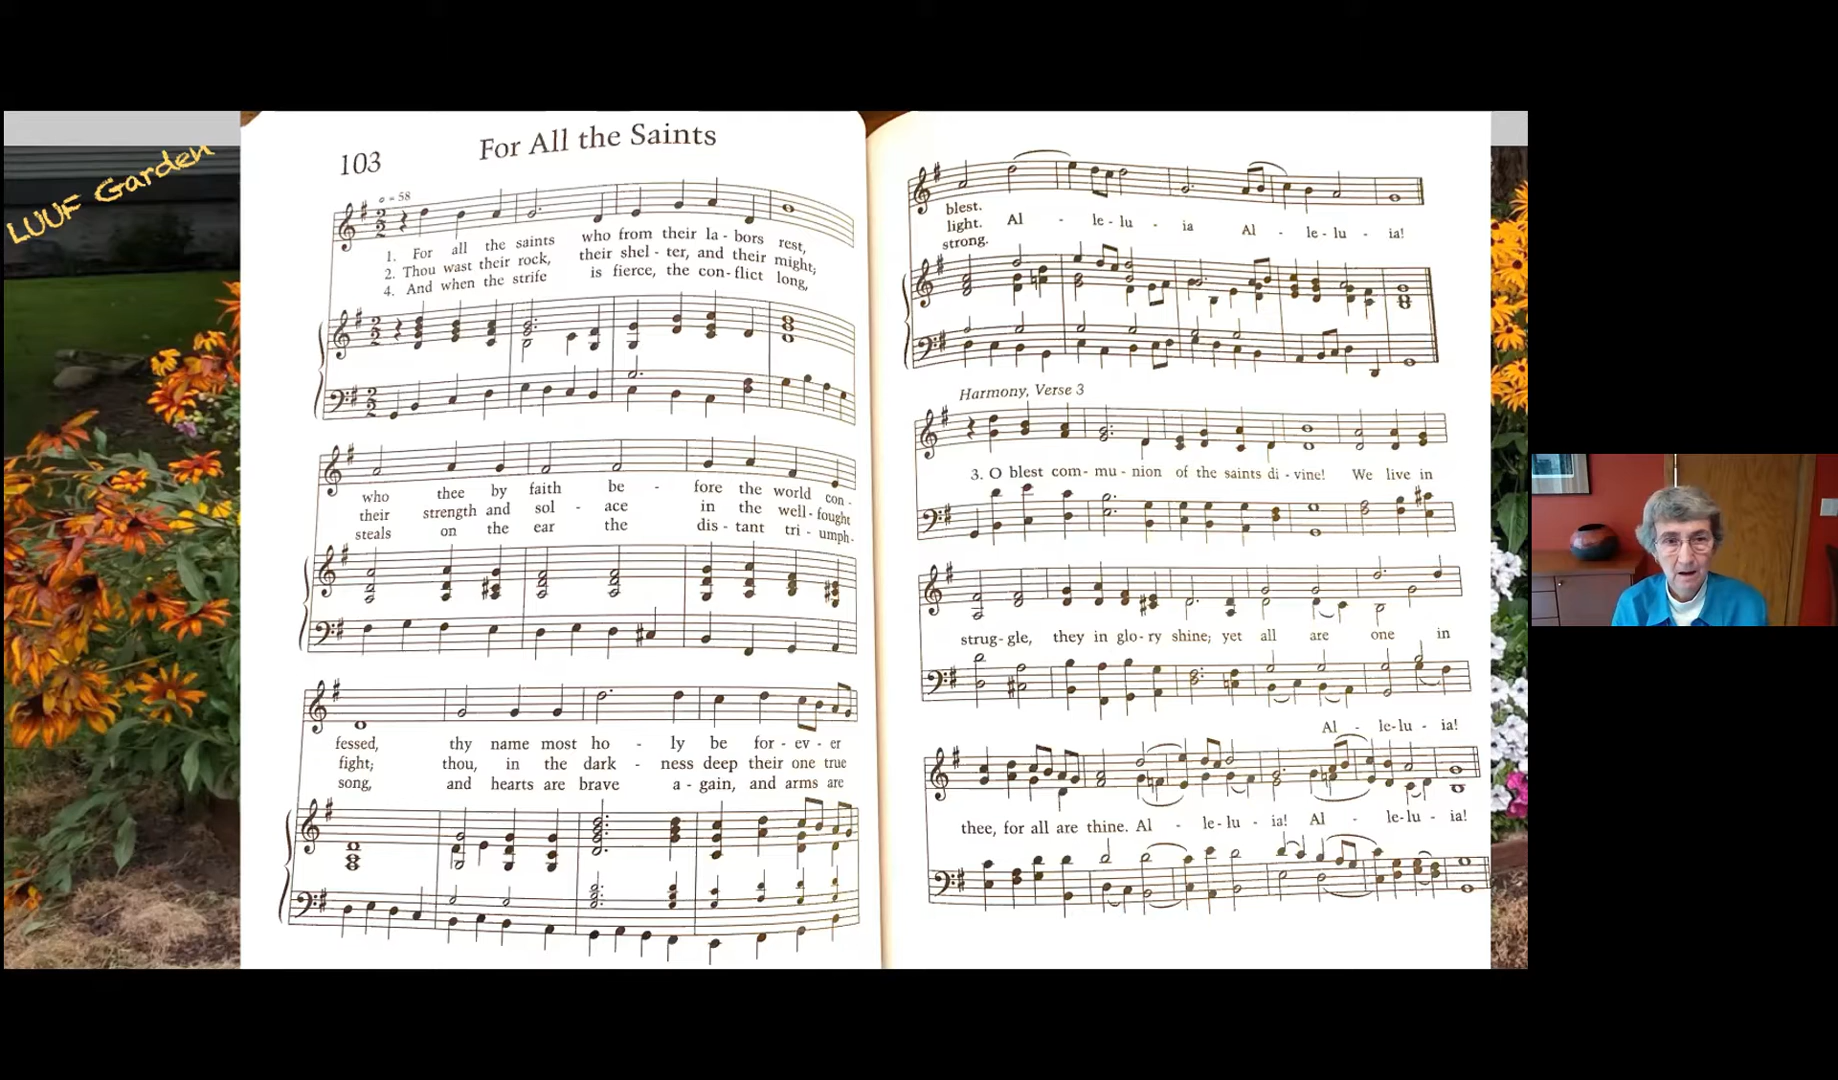 LUUF Garden
For All the Saints
103
= 58
1. For all the saints who from their la - bors rest,
2. Thou wast their rock, their shel - ter, and their might;
4. And when the strife is fierce, the con - flict long,
who thee by faith be - fore the world con -
their strength and sol - ace in the well - fought
steals on the ear the dis - tant tri - umph-
fessed, thy name most ho - ly be for - ev - er
fight; thou, in the dark - ness deep their one true
song, and hearts are brave a - gain, and arms are
blest.
light. Al - le - lu - ia Al - le - lu - ia!
strong.
Harmony, Verse 3
3. O blest com - mu - nion of the saints di - vine! We live in
strug - gle, they in glo - ry shine; yet all are one in
Al - le - lu - ia!
thee, for all are thine. Al - le - lu - ia! Al - le - lu - ia!